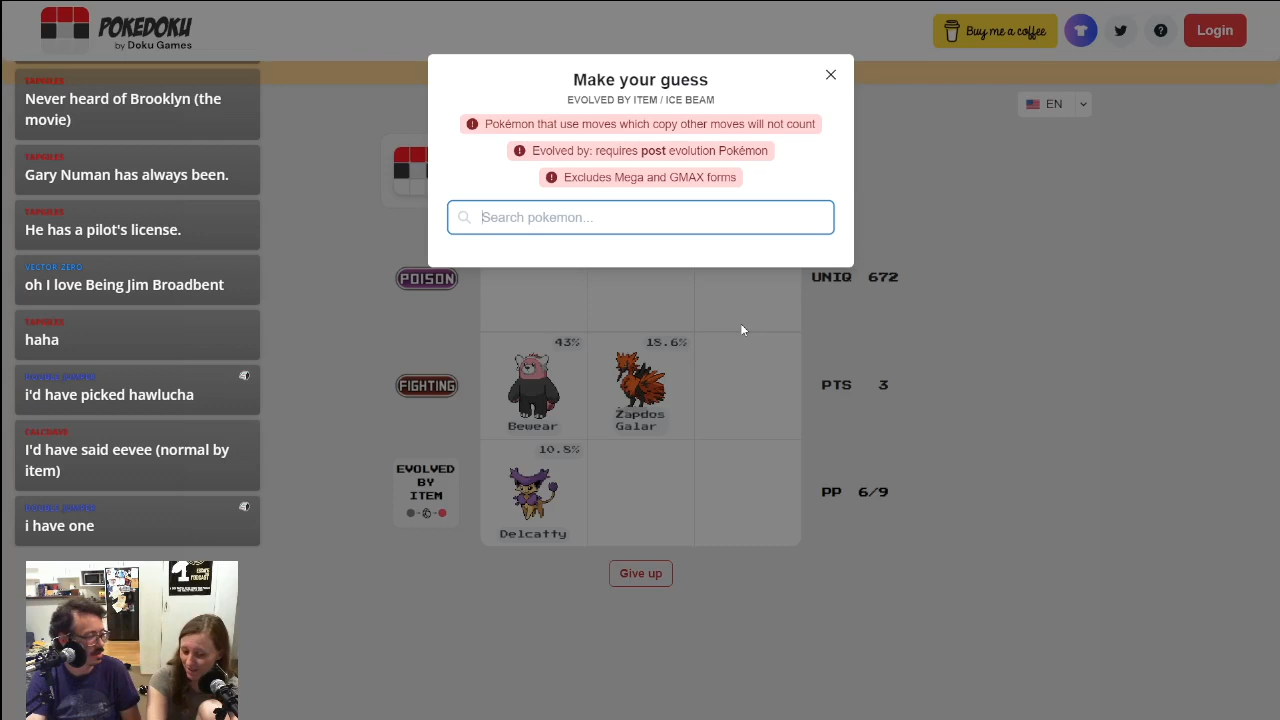 POKEDOKU
by Doku Games
Buy me a coffee
Login
EN
Never heard of Brooklyn (the
movie)
Gary Numan has always been.
He has a pilot's license.
VECTOR ZERO
oh I love Being Jim Broadbent
haha
i'd have picked hawlucha
I'd have said eevee (normal by
item)
i have one
Make your guess
EVOLVED BY ITEM / ICE BEAM
Pokémon that use moves which copy other moves will not count
Evolved by: requires post evolution Pokémon
Excludes Mega and GMAX forms
Search pokemon...
POISON
UNIQ 672
FIGHTING
43%
Bewear
18.6%
Zapdos
Galar
PTS 3
EVOLVED
BY
ITEM
10.8%
Delcatty
PP 6/9
Give up